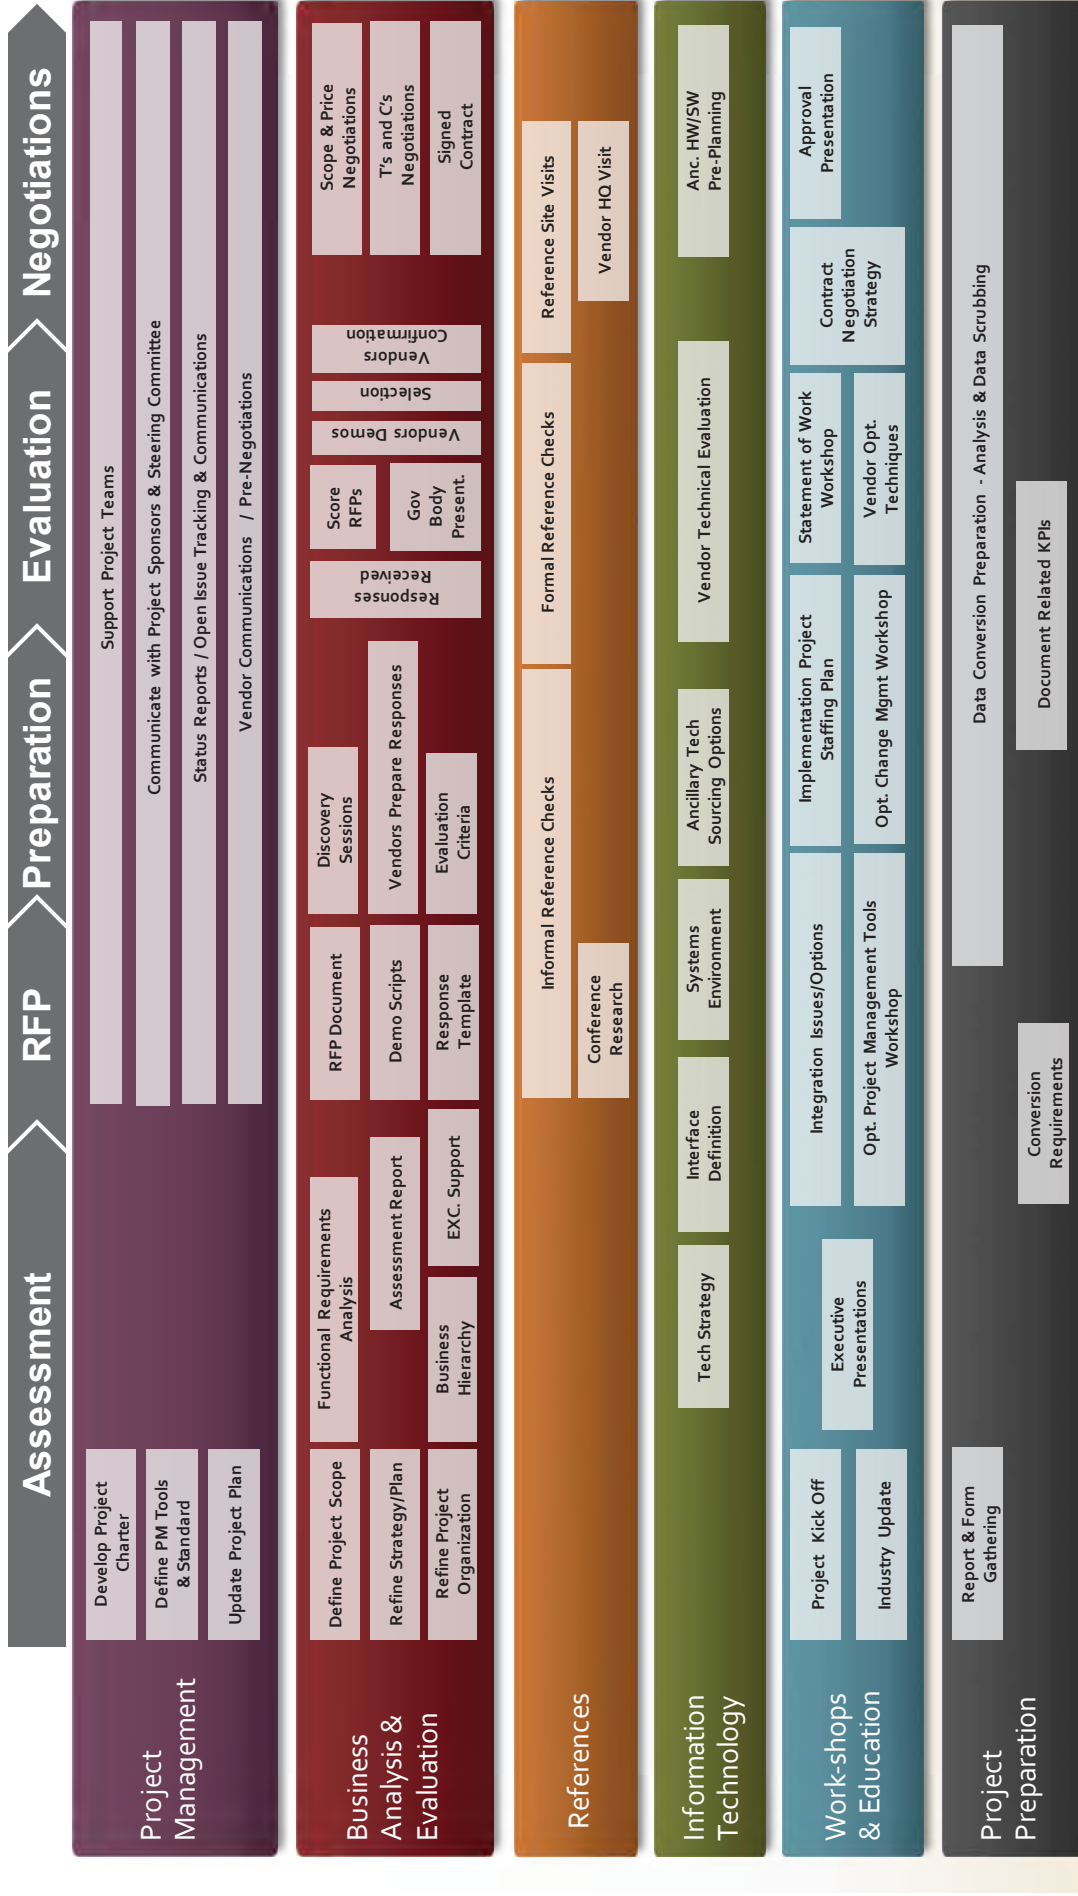 Assessment
RFP
Preparation
Evaluation
Negotiations
Project
Management
Develop Project
Charter
Define PM Tools
& Standard
Update Project Plan
Support Project Teams
Communicate with Project Sponsors & Steering Committee
Status Reports / Open Issue Tracking & Communications
Vendor Communications / Pre-Negotiations
Business
Analysis &
Evaluation
Define Project Scope
Refine Strategy/Plan
Refine Project
Organization
Functional Requirements
Analysis
Assessment Report
Business
Hierarchy
EXC. Support
RFP Document
Demo Scripts
Response
Template
Discovery
Sessions
Vendors Prepare Responses
Evaluation
Criteria
Responses
Received
Score
RFPs
Gov
Body
Present.
Vendors Demos
Selection
Vendors
Confirmation
Scope & Price
Negotiations
T's and C's
Negotiations
Signed
Contract
References
Informal Reference Checks
Conference
Research
Formal Reference Checks
Reference Site Visits
Vendor HQ Visit
Information
Technology
Tech Strategy
Interface
Definition
Systems
Environment
Ancillary Tech
Sourcing Options
Vendor Technical Evaluation
Anc. HW/SW
Pre-Planning
Work-shops
& Education
Project Kick Off
Industry Update
Executive
Presentations
Integration Issues/Options
Opt. Project Management Tools
Workshop
Implementation Project
Staffing Plan
Opt. Change Mgmt Workshop
Statement of Work
Workshop
Vendor Opt.
Techniques
Contract
Negotiation
Strategy
Approval
Presentation
Project
Preparation
Report & Form
Gathering
Conversion
Requirements
Data Conversion Preparation - Analysis & Data Scrubbing
Document Related KPIs